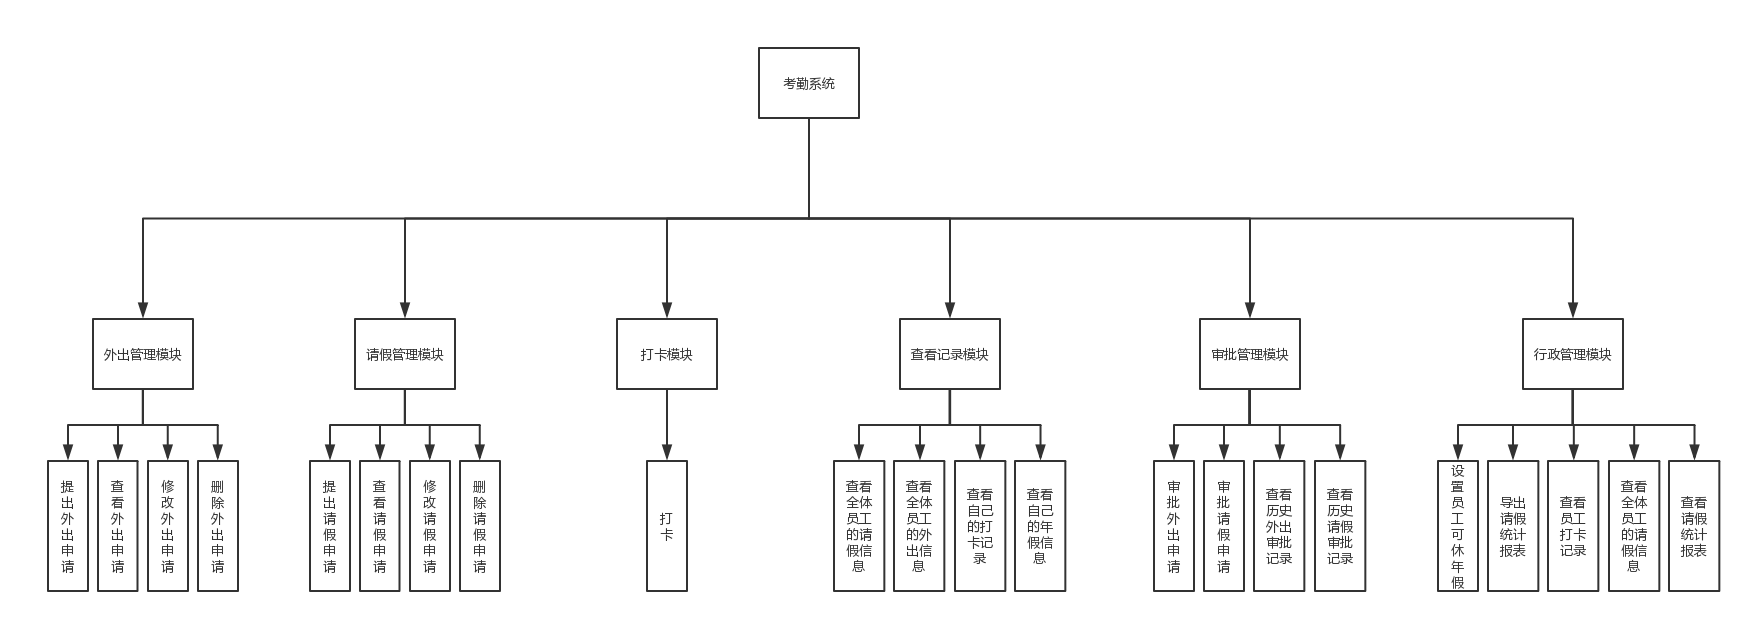 考勤系统
外出管理模块
请假管理模块
打卡模块
查看记录模块
审批管理模块
行政管理模块
提出外出申请
查看外出申请
修改外出申请
删除外出申请
提出请假申请
查看请假申请
修改请假申请
删除请假申请
打卡
查看
全体
员工
的请
假信
息
查看
全体
员工
的外
出信
息
查看
自己
的打
卡记
录
查看
自己
的年
假信
息
审批外出申请
审批请假申请
查看
历史
外出
审批
记录
查看
历史
请假
审批
记录
设置员工可休年假
导出
请假
统计
报表
查看
员工
打卡
记录
查看
全体
员工
的请
假信
息
查看
请假
统计
报表